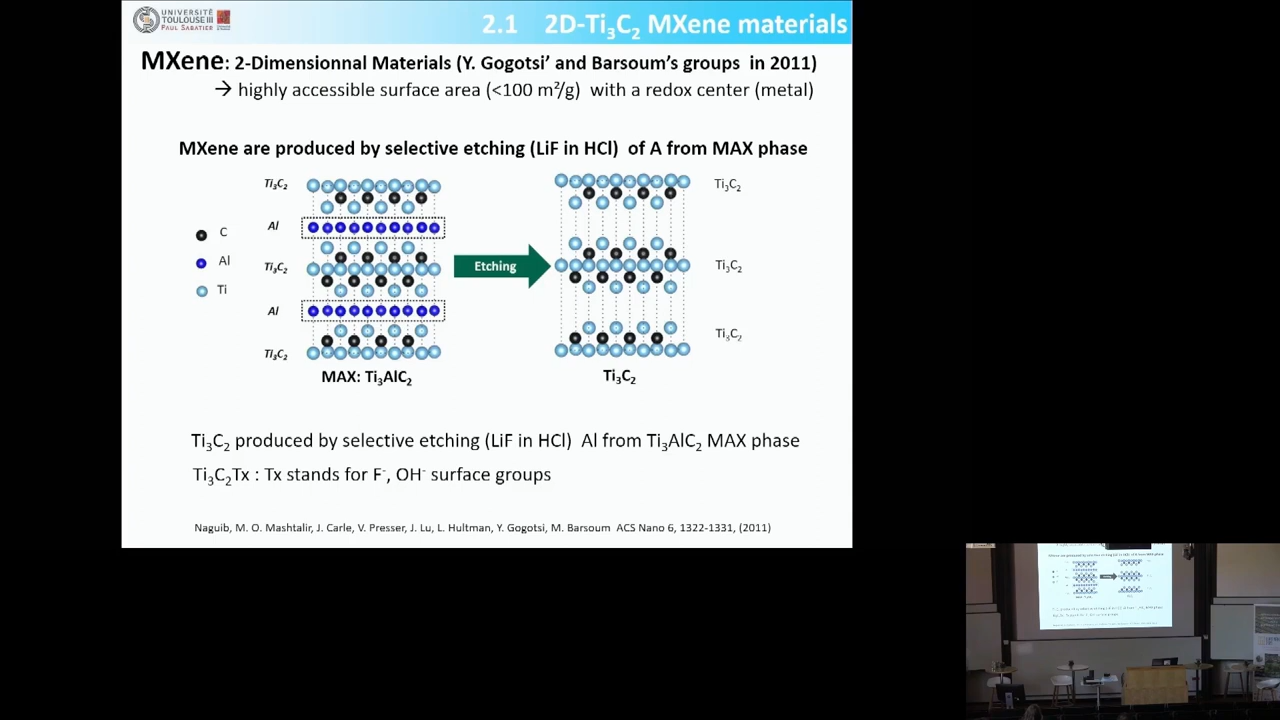 UNIVERSITÉ
TOULOUSE III
PAUL SABATIER
2.1 2D-Ti₃C₂ MXene materials
MXene: 2-Dimensionnal Materials (Y. Gogotsi’ and Barsoum’s groups in 2011)
→ highly accessible surface area (<100 m²/g) with a redox center (metal)
MXene are produced by selective etching (LiF in HCl) of A from MAX phase
Ti₃C₂
Al
Ti₃C₂
Al
Ti₃C₂
C
Al
Ti
Etching
Ti₃C₂
Ti₃C₂
Ti₃C₂
MAX: Ti₃AlC₂
Ti₃C₂
Ti₃C₂ produced by selective etching (LiF in HCl) Al from Ti₃AlC₂ MAX phase
Ti₃C₂Tx : Tx stands for F⁻, OH⁻ surface groups
Naguib, M. O. Mashtalir, J. Carle, V. Presser, J. Lu, L. Hultman, Y. Gogotsi, M. Barsoum ACS Nano 6, 1322-1331, (2011)